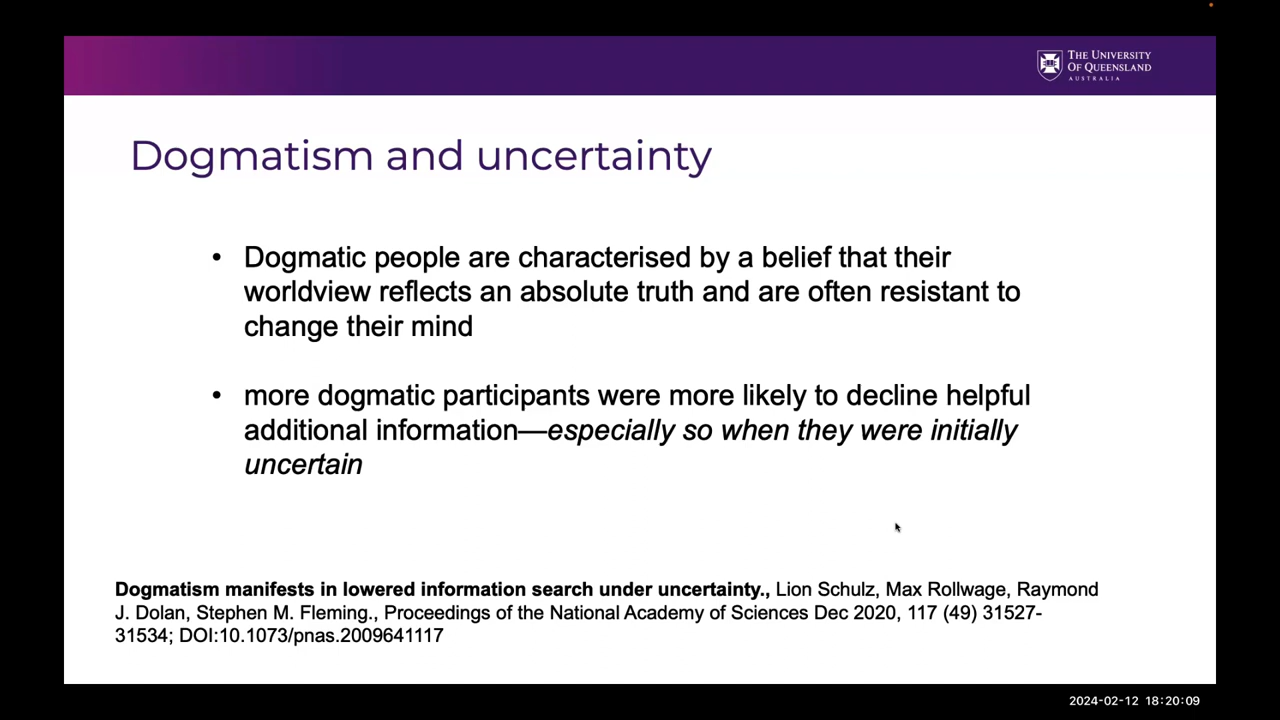 THE UNIVERSITY
OF QUEENSLAND
AUSTRALIA
Dogmatism and uncertainty
• Dogmatic people are characterised by a belief that their
worldview reflects an absolute truth and are often resistant to
change their mind
• more dogmatic participants were more likely to decline helpful
additional information—especially so when they were initially
uncertain
Dogmatism manifests in lowered information search under uncertainty., Lion Schulz, Max Rollwage, Raymond
J. Dolan, Stephen M. Fleming., Proceedings of the National Academy of Sciences Dec 2020, 117 (49) 31527-
31534; DOI:10.1073/pnas.2009641117
2024-02-12 18:20:09